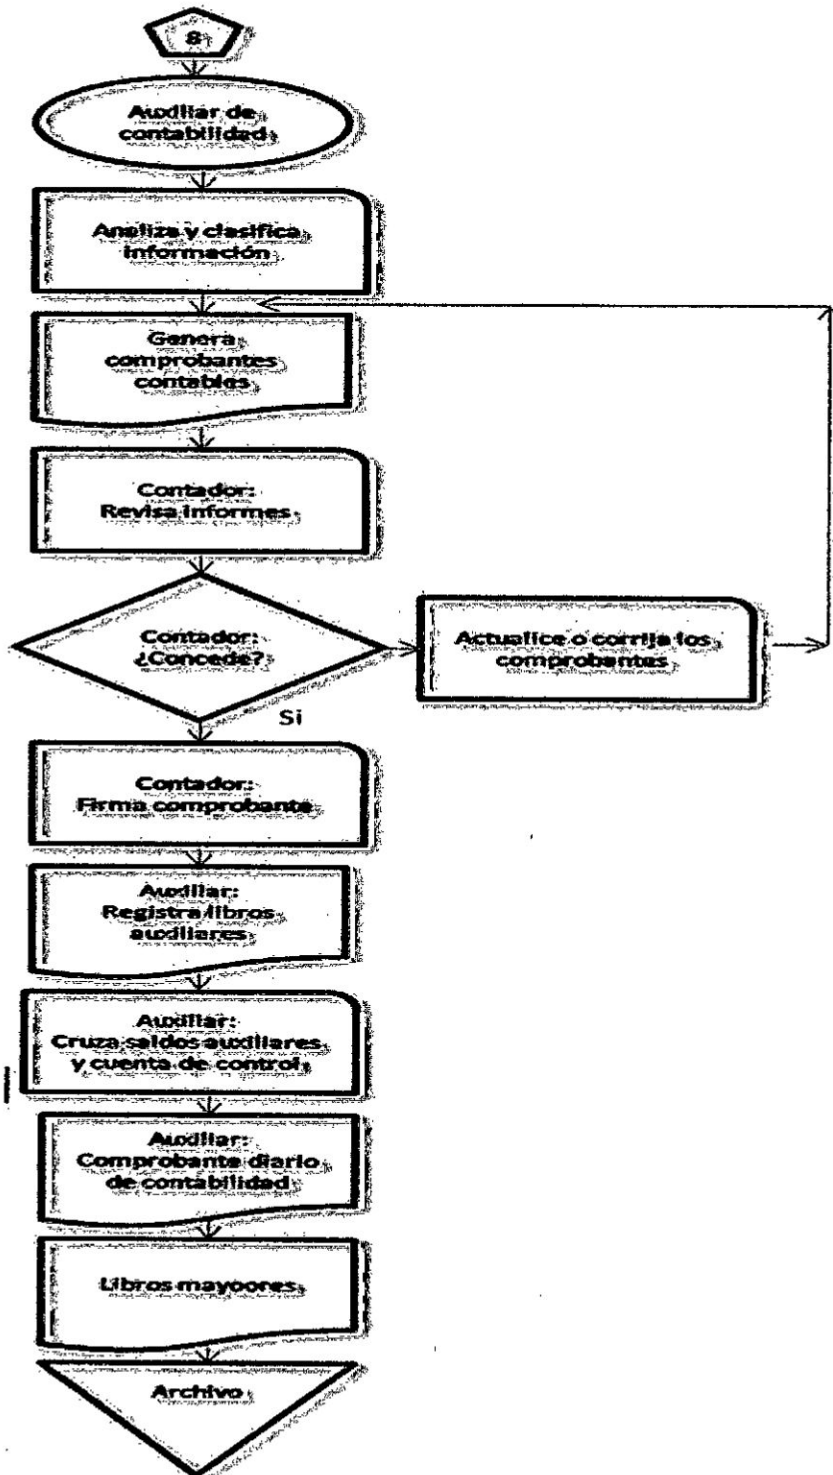 8
Auxiliar de
contabilidad
Analiza y clasifica
información
Genera
comprobantes
contables
Contador:
Revisa informes
Contador:
¿Concede?
Actualice o corrija los
comprobantes
Si
Contador:
Firma comprobante
Auxiliar:
Registra libros
auxiliares
Auxiliar:
Cruza saldos auxiliares
y cuenta de control
Auxiliar:
Comprobante diario
de contabilidad
Libros mayoores
Archivo